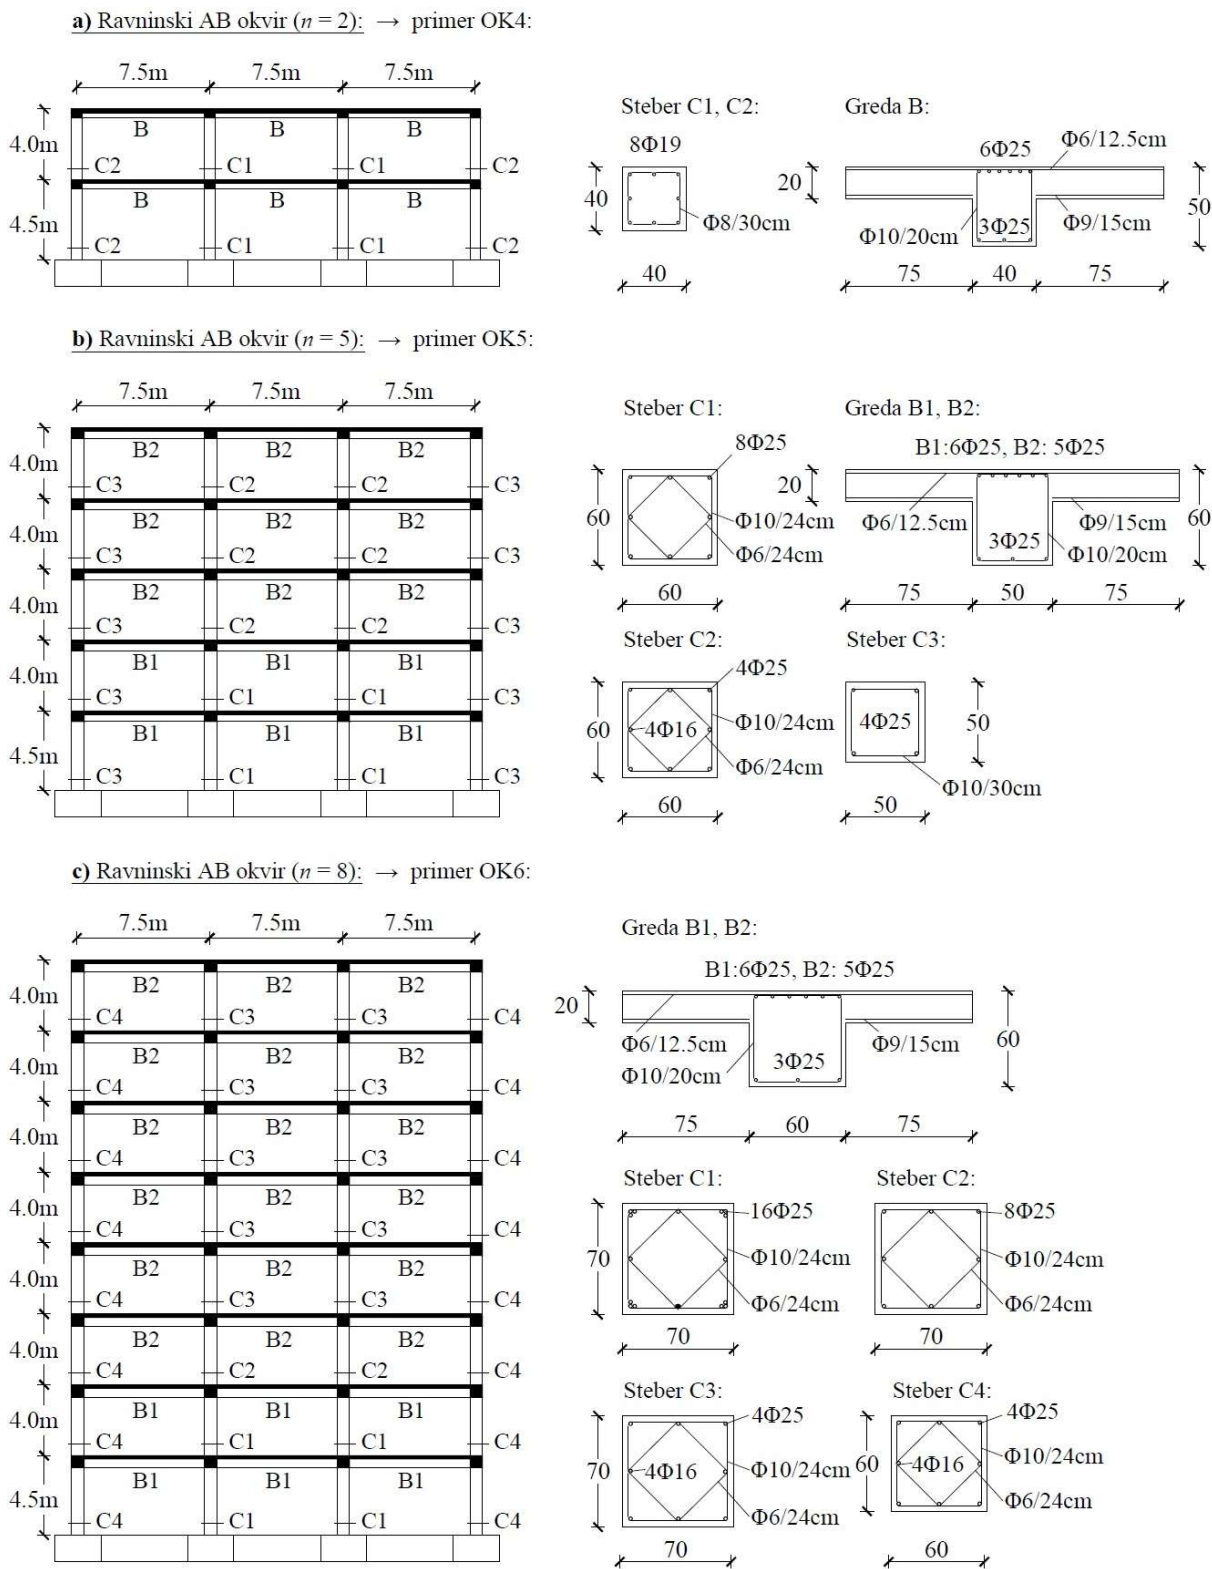 a) Ravninski AB okvir (n = 2): → primer OK4:
7.5m 7.5m 7.5m
4.0m
B B B
C2 C1 C1 C2
4.5m
B B B
C2 C1 C1 C2
Steber C1, C2:
8Φ19
40
Φ8/30cm
40
Greda B:
6Φ25
Φ6/12.5cm
20
50
Φ10/20cm
3Φ25
Φ9/15cm
75 40 75
b) Ravninski AB okvir (n = 5): → primer OK5:
7.5m 7.5m 7.5m
4.0m
B2 B2 B2
C3 C2 C2 C3
4.0m
B2 B2 B2
C3 C2 C2 C3
4.0m
B2 B2 B2
C3 C2 C2 C3
4.0m
B1 B1 B1
C3 C1 C1 C3
4.5m
B1 B1 B1
C3 C1 C1 C3
Steber C1:
8Φ25
60
Φ10/24cm
Φ6/24cm
60
Greda B1, B2:
B1:6Φ25, B2: 5Φ25
20
60
Φ6/12.5cm
Φ9/15cm
3Φ25
Φ10/20cm
75 50 75
Steber C2:
4Φ25
60
Φ10/24cm
4Φ16
Φ6/24cm
60
Steber C3:
4Φ25
50
Φ10/30cm
50
c) Ravninski AB okvir (n = 8): → primer OK6:
7.5m 7.5m 7.5m
4.0m
B2 B2 B2
C4 C3 C3 C4
4.0m
B2 B2 B2
C4 C3 C3 C4
4.0m
B2 B2 B2
C4 C3 C3 C4
4.0m
B2 B2 B2
C4 C3 C3 C4
4.0m
B2 B2 B2
C4 C3 C3 C4
4.0m
B2 B2 B2
C4 C2 C2 C4
4.0m
B1 B1 B1
C4 C1 C1 C4
4.5m
B1 B1 B1
C4 C1 C1 C4
Greda B1, B2:
B1:6Φ25, B2: 5Φ25
20
60
Φ6/12.5cm
Φ9/15cm
Φ10/20cm
3Φ25
75 60 75
Steber C1:
16Φ25
70
Φ10/24cm
Φ6/24cm
70
Steber C2:
8Φ25
Φ10/24cm
Φ6/24cm
70
Steber C3:
4Φ25
70
Φ10/24cm
4Φ16
Φ6/24cm
70
Steber C4:
4Φ25
60
Φ10/24cm
4Φ16
Φ6/24cm
60